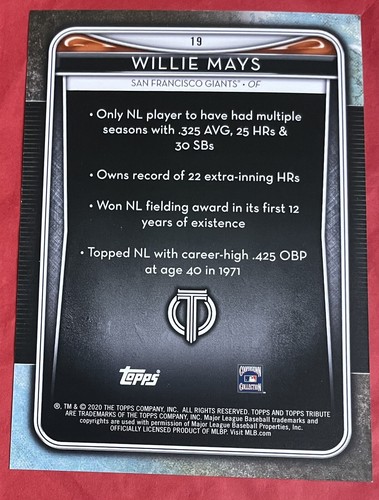 19
WILLIE MAYS
SAN FRANCISCO GIANTS® • OF
• Only NL player to have had multiple
seasons with .325 AVG, 25 HRs &
30 SBs
• Owns record of 22 extra-inning HRs
• Won NL fielding award in its first 12
years of existence
• Topped NL with career-high .425 OBP
at age 40 in 1971
Topps®
COOPERSTOWN
COLLECTION
®, TM & © 2020 THE TOPPS COMPANY, INC. ALL RIGHTS RESERVED. TOPPS AND TOPPS TRIBUTE
ARE TRADEMARKS OF THE TOPPS COMPANY, INC. Major League Baseball trademarks and
copyrights are used with permission of Major League Baseball Properties, Inc.
OFFICIALLY LICENSED PRODUCT OF MLBP. Visit MLB.com